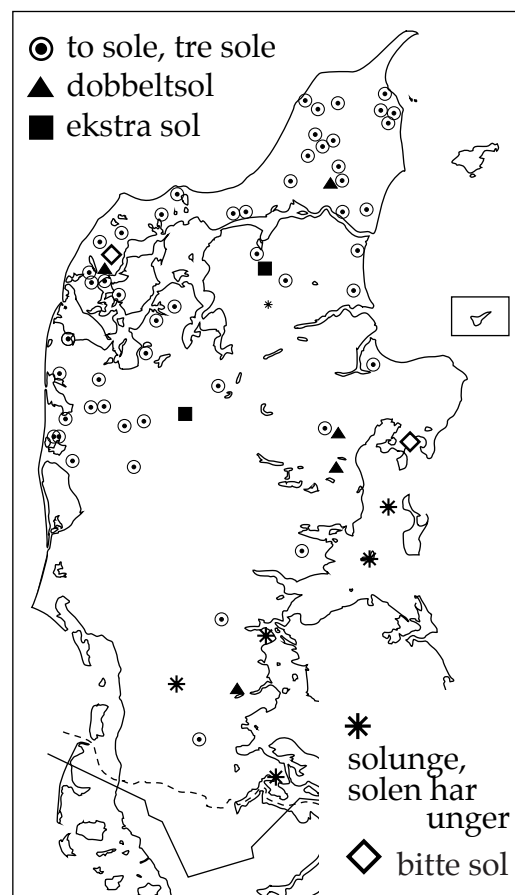 to sole, tre sole
dobbeltsol
ekstra sol
solunge,
solen har
unger
bitte sol